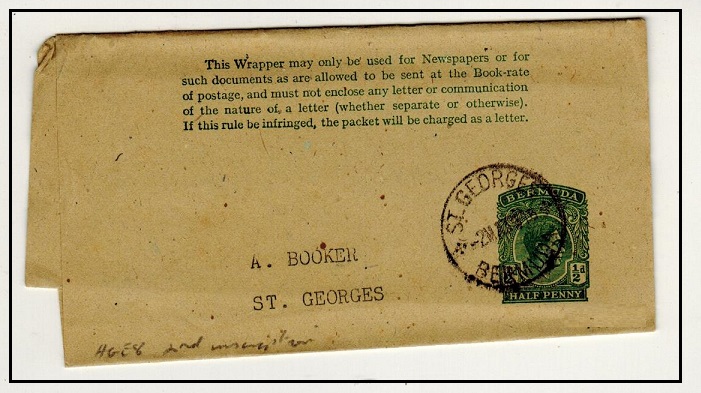 This Wrapper may only be used for Newspapers or for
such documents as are allowed to be sent at the Book-rate
of postage, and must not enclose any letter or communication
of the nature of a letter (whether separate or otherwise).
If this rule be infringed, the packet will be charged as a letter.
ST. GEORGES
BERMUDA
BERMUDA
½d
HALF PENNY
A. BOOKER
ST. GEORGES
2nd